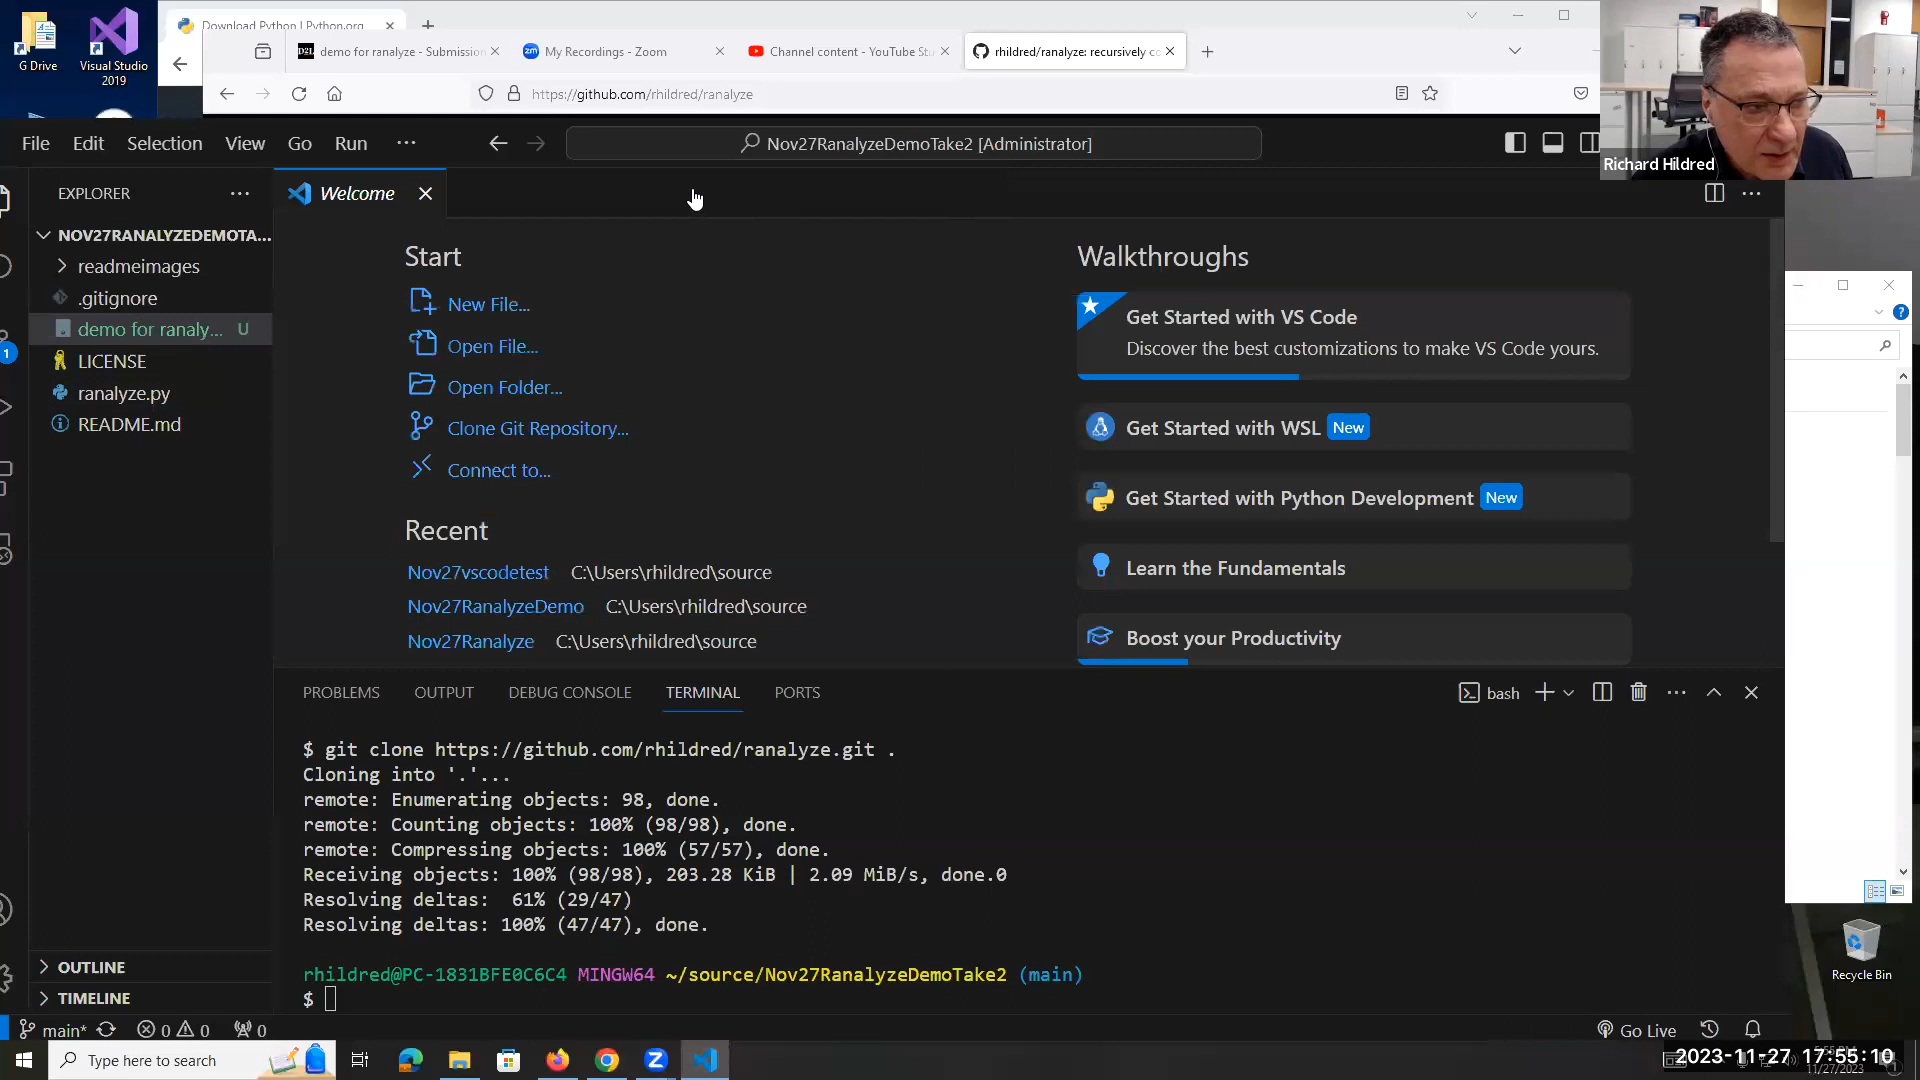 G Drive
Visual Studio
2019
Download Python | Python.org
demo for ranalyze - Submission
My Recordings - Zoom
Channel content - YouTube Stu
rhildred/ranalyze: recursively co
https://github.com/rhildred/ranalyze
Richard Hildred
File Edit Selection View Go Run ...
Nov27RanalyzeDemoTake2 [Administrator]
EXPLORER
Welcome
NOV27RANALYZEDEMOTA...
readmeimages
.gitignore
demo for ranaly... U
LICENSE
ranalyze.py
README.md
1
Start
New File...
Open File...
Open Folder...
Clone Git Repository...
Connect to...
Recent
Nov27vscodetest C:\Users\rhildred\source
Nov27RanalyzeDemo C:\Users\rhildred\source
Nov27Ranalyze C:\Users\rhildred\source
Walkthroughs
Get Started with VS Code
Discover the best customizations to make VS Code yours.
Get Started with WSL New
Get Started with Python Development New
Learn the Fundamentals
Boost your Productivity
PROBLEMS OUTPUT DEBUG CONSOLE TERMINAL PORTS
bash
$ git clone https://github.com/rhildred/ranalyze.git .
Cloning into '.'...
remote: Enumerating objects: 98, done.
remote: Counting objects: 100% (98/98), done.
remote: Compressing objects: 100% (57/57), done.
Receiving objects: 100% (98/98), 203.28 KiB | 2.09 MiB/s, done.0
Resolving deltas:  61% (29/47)
Resolving deltas: 100% (47/47), done.
rhildred@PC-1831BFE0C6C4 MINGW64 ~/source/Nov27RanalyzeDemoTake2 (main)
$
OUTLINE
TIMELINE
main* 0 0 0
Go Live
Recycle Bin
Type here to search
2023-11-27 17:55:10
11/27/2023